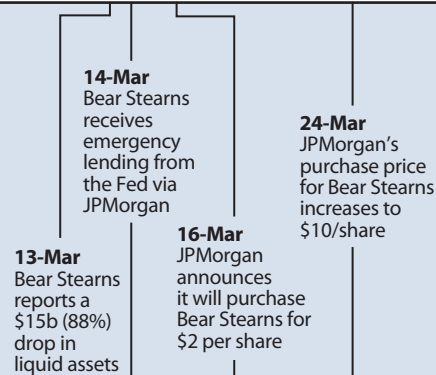 14-Mar
Bear Stearns
receives
emergency
lending from
the Fed via
JPMorgan
24-Mar
JPMorgan’s
purchase price
for Bear Stearns
increases to
$10/share
16-Mar
JPMorgan
announces
it will purchase
Bear Stearns for
$2 per share
13-Mar
Bear Stearns
reports a
$15b (88%)
drop in
liquid assets